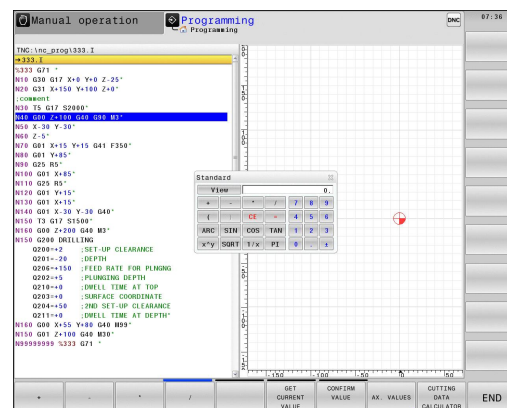 Manual operation
Programming
Programming
DNC
07:36
TNC:\nc_prog\333.I
→333.I
%333 G71 *
N10 G30 G17 X+0 Y+0 Z-25*
N20 G31 X+150 Y+100 Z+0*
;comment
N30 T5 G17 S2000*
N40 G00 Z+100 G40 G90 M3*
N50 X-30 Y-30*
N60 Z-5*
N70 G01 X+15 Y+15 G41 F350*
N80 G01 Y+85*
N90 G25 R5*
N100 G01 X+85*
N110 G25 R5*
N120 G01 Y+15*
N130 G01 X+15*
N140 G01 X-30 Y-30 G40*
N150 T3 G17 S1500*
N160 G00 Z+200 G40 M3*
N150 G200 DRILLING
Q200=+2 ;SET-UP CLEARANCE
Q201=-20 ;DEPTH
Q206=+150 ;FEED RATE FOR PLNGNG
Q202=+5 ;PLUNGING DEPTH
Q210=+0 ;DWELL TIME AT TOP
Q203=+0 ;SURFACE COORDINATE
Q204=+50 ;2ND SET-UP CLEARANCE
Q211=+0 ;DWELL TIME AT DEPTH*
N160 G00 X+55 Y+80 G40 M99*
N150 G01 Z+100 G40 M30*
N99999999 %333 G71 *
Standard
View 0.
+ - * / 7 8 9
( ) CE = 4 5 6
ARC SIN COS TAN 1 2 3
x^y SQRT 1/x PI 0 . ±
-150 -100 -50 0 50
+
-
*
/
GET CURRENT VALUE
CONFIRM VALUE
AX. VALUES
CUTTING DATA CALCULATOR
END